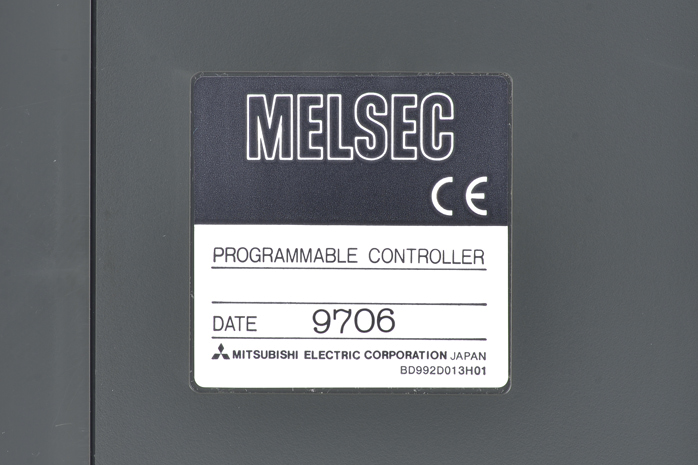 MELSEC
CE
PROGRAMMABLE CONTROLLER
DATE 9706
MITSUBISHI ELECTRIC CORPORATION JAPAN
BD992D013H01